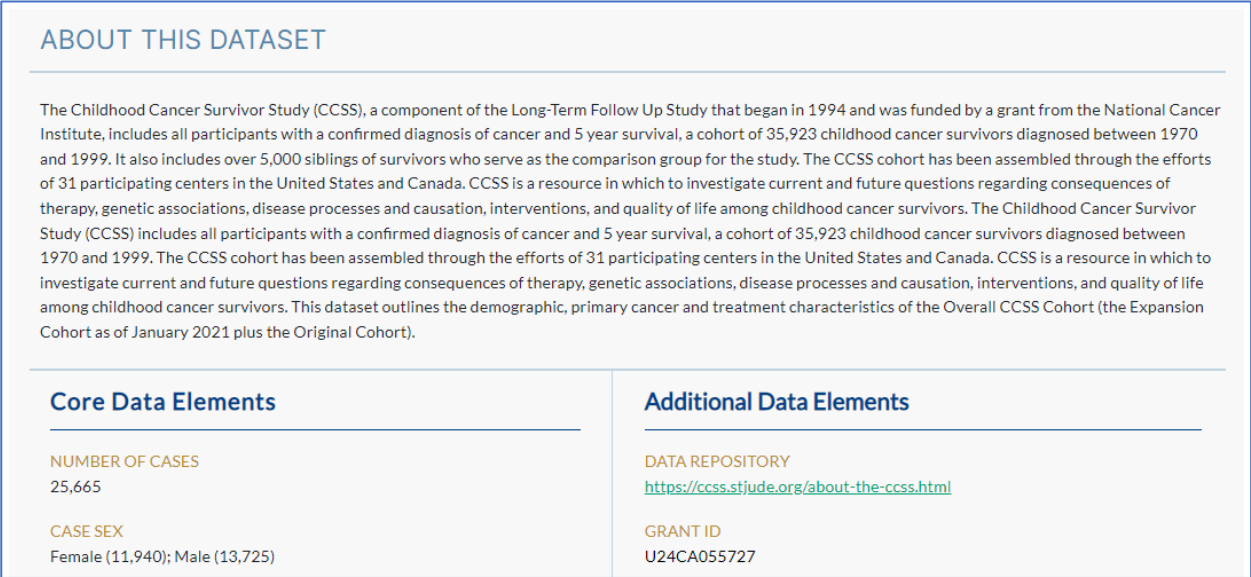 ABOUT THIS DATASET
The Childhood Cancer Survivor Study (CCSS), a component of the Long-Term Follow Up Study that began in 1994 and was funded by a grant from the National Cancer
Institute, includes all participants with a confirmed diagnosis of cancer and 5 year survival, a cohort of 35,923 childhood cancer survivors diagnosed between 1970
and 1999. It also includes over 5,000 siblings of survivors who serve as the comparison group for the study. The CCSS cohort has been assembled through the efforts
of 31 participating centers in the United States and Canada. CCSS is a resource in which to investigate current and future questions regarding consequences of
therapy, genetic associations, disease processes and causation, interventions, and quality of life among childhood cancer survivors. The Childhood Cancer Survivor
Study (CCSS) includes all participants with a confirmed diagnosis of cancer and 5 year survival, a cohort of 35,923 childhood cancer survivors diagnosed between
1970 and 1999. The CCSS cohort has been assembled through the efforts of 31 participating centers in the United States and Canada. CCSS is a resource in which to
investigate current and future questions regarding consequences of therapy, genetic associations, disease processes and causation, interventions, and quality of life
among childhood cancer survivors. This dataset outlines the demographic, primary cancer and treatment characteristics of the Overall CCSS Cohort (the Expansion
Cohort as of January 2021 plus the Original Cohort).
Core Data Elements
NUMBER OF CASES
25,665
CASE SEX
Female (11,940); Male (13,725)
Additional Data Elements
DATA REPOSITORY
https://ccss.stjude.org/about-the-ccss.html
GRANT ID
U24CA055727